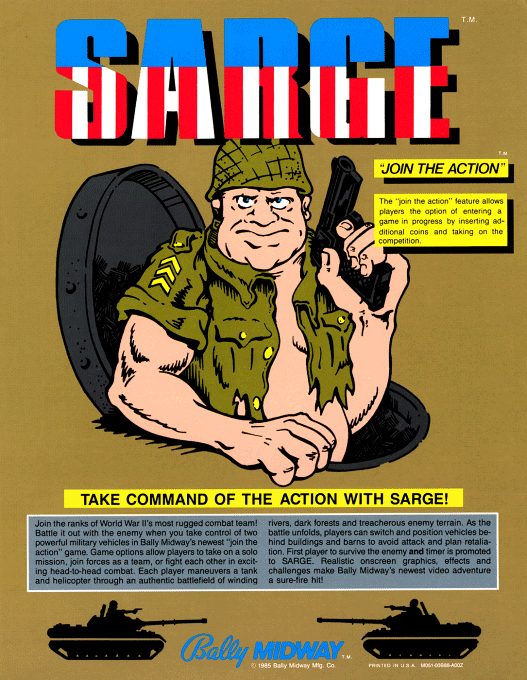 SARGE T.M.
T.M.
"JOIN THE ACTION"
The "join the action" feature allows
players the option of entering a
game in progress by inserting ad-
ditional coins and taking on the
competition.
TAKE COMMAND OF THE ACTION WITH SARGE!
Join the ranks of World War II's most rugged combat team!
Battle it out with the enemy when you take control of two
powerful military vehicles in Bally Midway's newest "join the
action" game. Game options allow players to take on a solo
mission, join forces as a team, or fight each other in excit-
ing head-to-head combat. Each player maneuvers a tank
and helicopter through an authentic battlefield of winding
rivers, dark forests and treacherous enemy terrain. As the
battle unfolds, players can switch and position vehicles be-
hind buildings and barns to avoid attack and plan retalia-
tion. First player to survive the enemy and timer is promoted
to SARGE. Realistic onscreen graphics, effects and
challenges make Bally Midway's newest video adventure
a sure-fire hit!
Bally MIDWAY T.M.
© 1985 Bally Midway Mfg. Co.
PRINTED IN U.S.A.